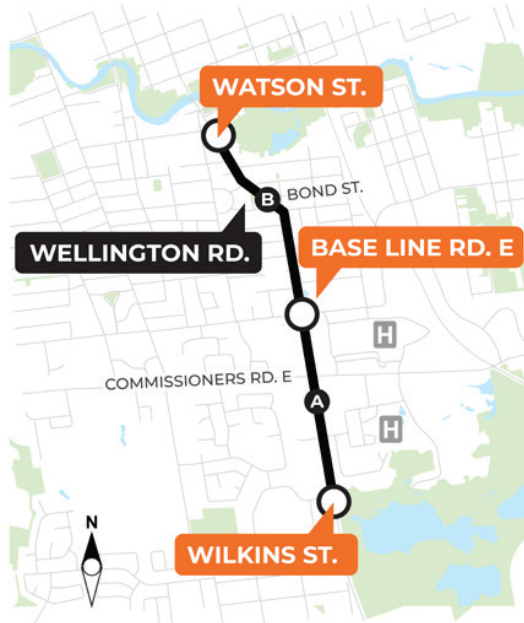 WATSON ST.
B
BOND ST.
WELLINGTON RD.
BASE LINE RD. E
H
COMMISSIONERS RD. E
A
H
N
WILKINS ST.